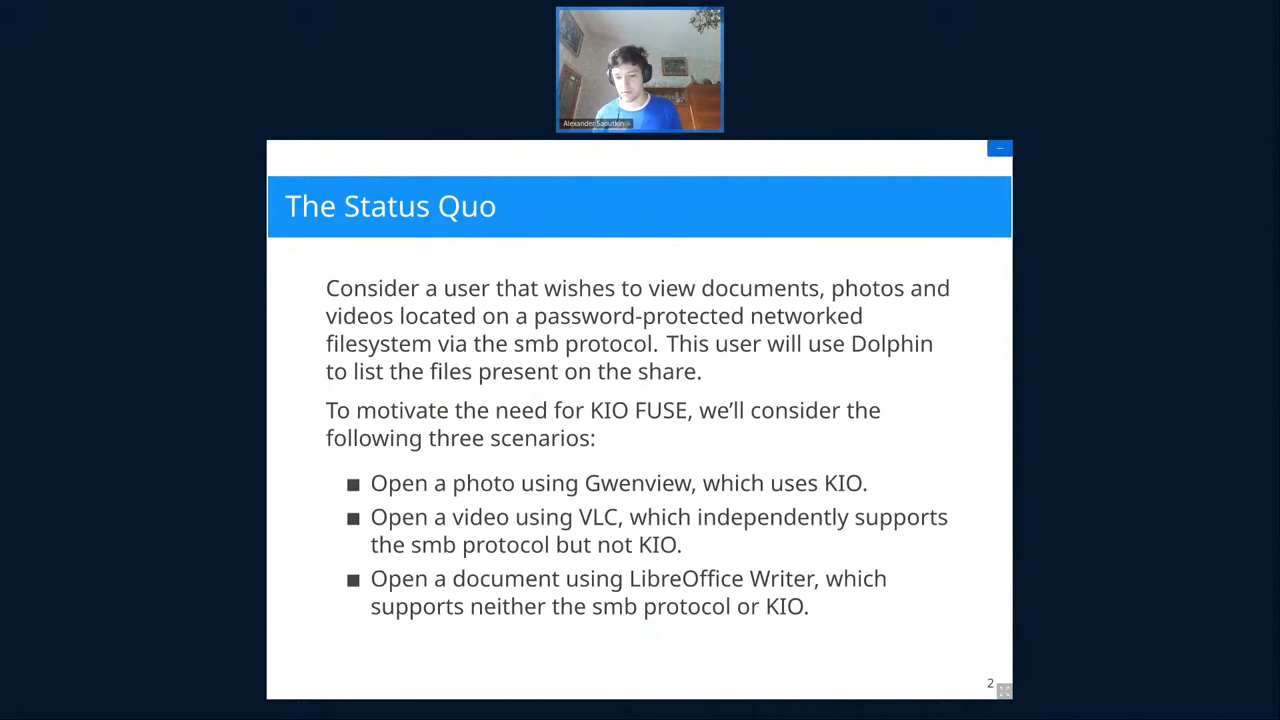 Alexander Saoutkin
The Status Quo
Consider a user that wishes to view documents, photos and
videos located on a password-protected networked
filesystem via the smb protocol. This user will use Dolphin
to list the files present on the share.
To motivate the need for KIO FUSE, we’ll consider the
following three scenarios:
■ Open a photo using Gwenview, which uses KIO.
■ Open a video using VLC, which independently supports
the smb protocol but not KIO.
■ Open a document using LibreOffice Writer, which
supports neither the smb protocol or KIO.
2